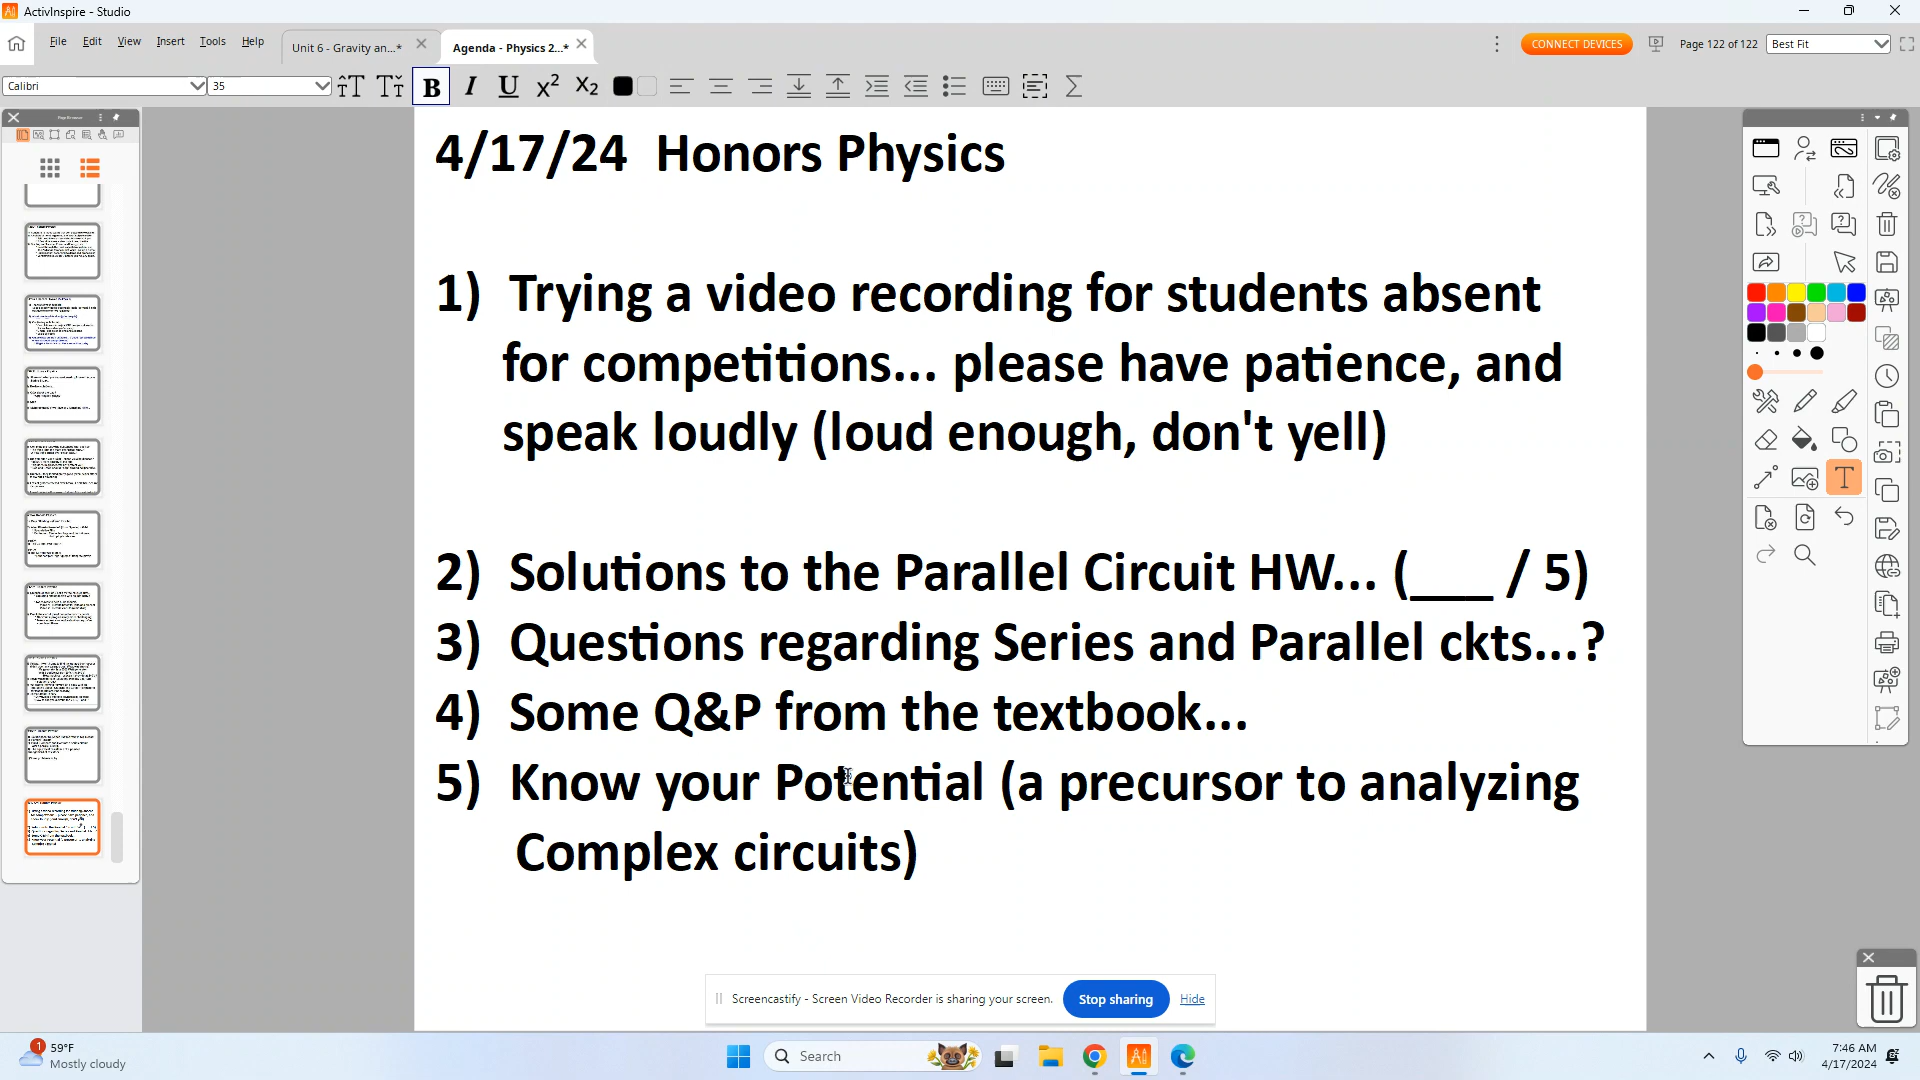 ActivInspire - Studio
File Edit View Insert Tools Help
Unit 6 - Gravity an...*
Agenda - Physics 2...*
CONNECT DEVICES
Page 122 of 122
Best Fit
Calibri
35
4/17/24 Honors Physics
1) Trying a video recording for students absent
for competitions... please have patience, and
speak loudly (loud enough, don't yell)
2) Solutions to the Parallel Circuit HW... (___ / 5)
3) Questions regarding Series and Parallel ckts...?
4) Some Q&P from the textbook...
5) Know your Potential (a precursor to analyzing
Complex circuits)
Screencastify - Screen Video Recorder is sharing your screen.
Stop sharing
Hide
1
59°F
Mostly cloudy
Search
7:46 AM
4/17/2024